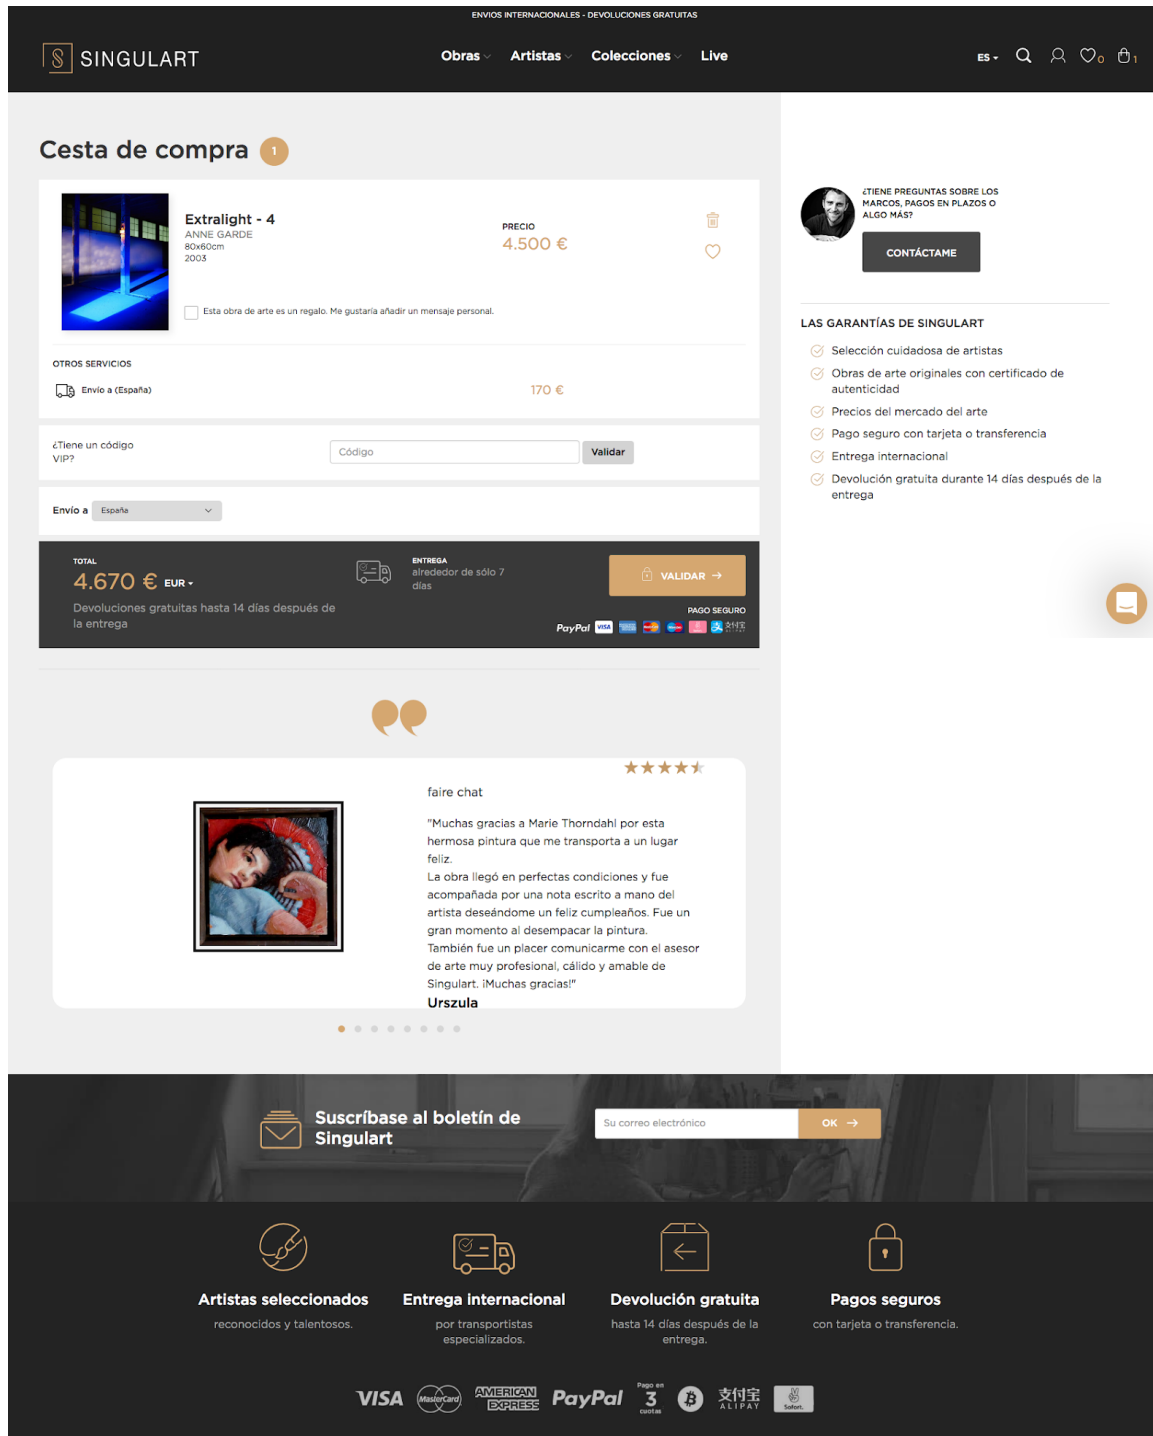 ENVIOS INTERNACIONALES - DEVOLUCIONES GRATUITAS
SINGULART
Obras Artistas Colecciones Live
ES 0 1
Cesta de compra 1
Extralight - 4
ANNE GARDE
80x60cm
2003
PRECIO
4.500 €
Esta obra de arte es un regalo. Me gustaría añadir un mensaje personal.
OTROS SERVICIOS
Envío a (España) 170 €
¿Tiene un código
VIP?
Código Validar
Envío a España
TOTAL
4.670 € EUR
Devoluciones gratuitas hasta 14 días después de
la entrega
ENTREGA
alrededor de sólo 7
días
VALIDAR →
PAGO SEGURO
PayPal VISA
¿TIENE PREGUNTAS SOBRE LOS
MARCOS, PAGOS EN PLAZOS O
ALGO MÁS?
CONTÁCTAME
LAS GARANTÍAS DE SINGULART
Selección cuidadosa de artistas
Obras de arte originales con certificado de
autenticidad
Precios del mercado del arte
Pago seguro con tarjeta o transferencia
Entrega internacional
Devolución gratuita durante 14 días después de la
entrega
faire chat
"Muchas gracias a Marie Thorndahl por esta
hermosa pintura que me transporta a un lugar
feliz.
La obra llegó en perfectas condiciones y fue
acompañada por una nota escrito a mano del
artista deseándome un feliz cumpleaños. Fue un
gran momento al desempacar la pintura.
También fue un placer comunicarme con el asesor
de arte muy profesional, cálido y amable de
Singulart. ¡Muchas gracias!"
Urszula
Suscríbase al boletín de
Singulart
Su correo electrónico OK →
Artistas seleccionados
reconocidos y talentosos.
Entrega internacional
por transportistas
especializados.
Devolución gratuita
hasta 14 días después de la
entrega.
Pagos seguros
con tarjeta o transferencia.
VISA MasterCard AMERICAN EXPRESS PayPal Pago en 3 cuotas 支付宝 ALIPAY Sofort.